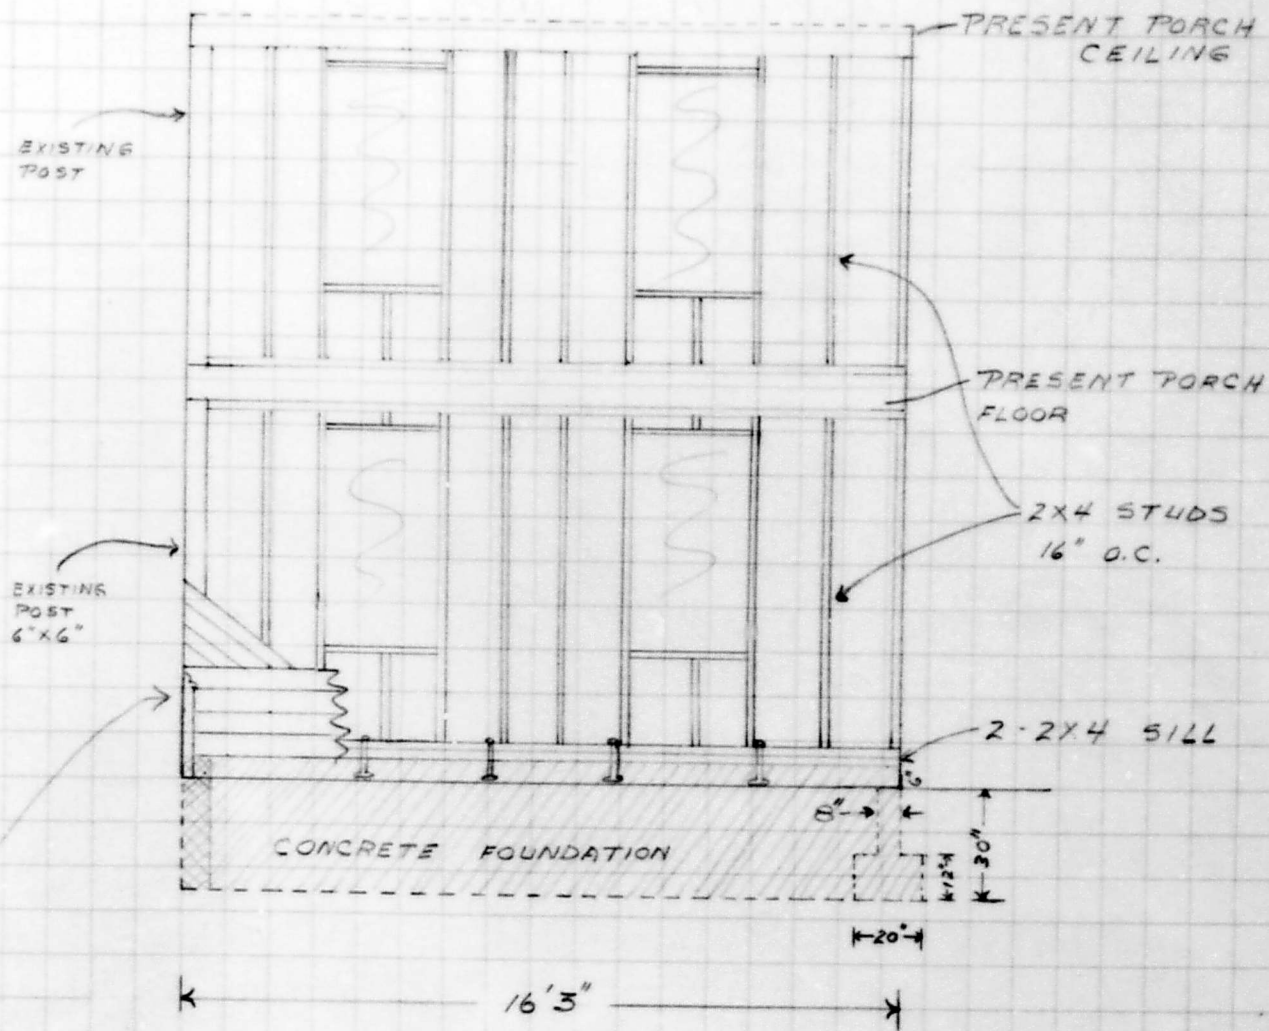 PRESENT PORCH
CEILING
EXISTING
POST
PRESENT PORCH
FLOOR
2X4 STUDS
16" O.C.
EXISTING
POST
6"X6"
2-2X4 SILL
6"
8"
CONCRETE FOUNDATION
12"
30"
20"
16'3"